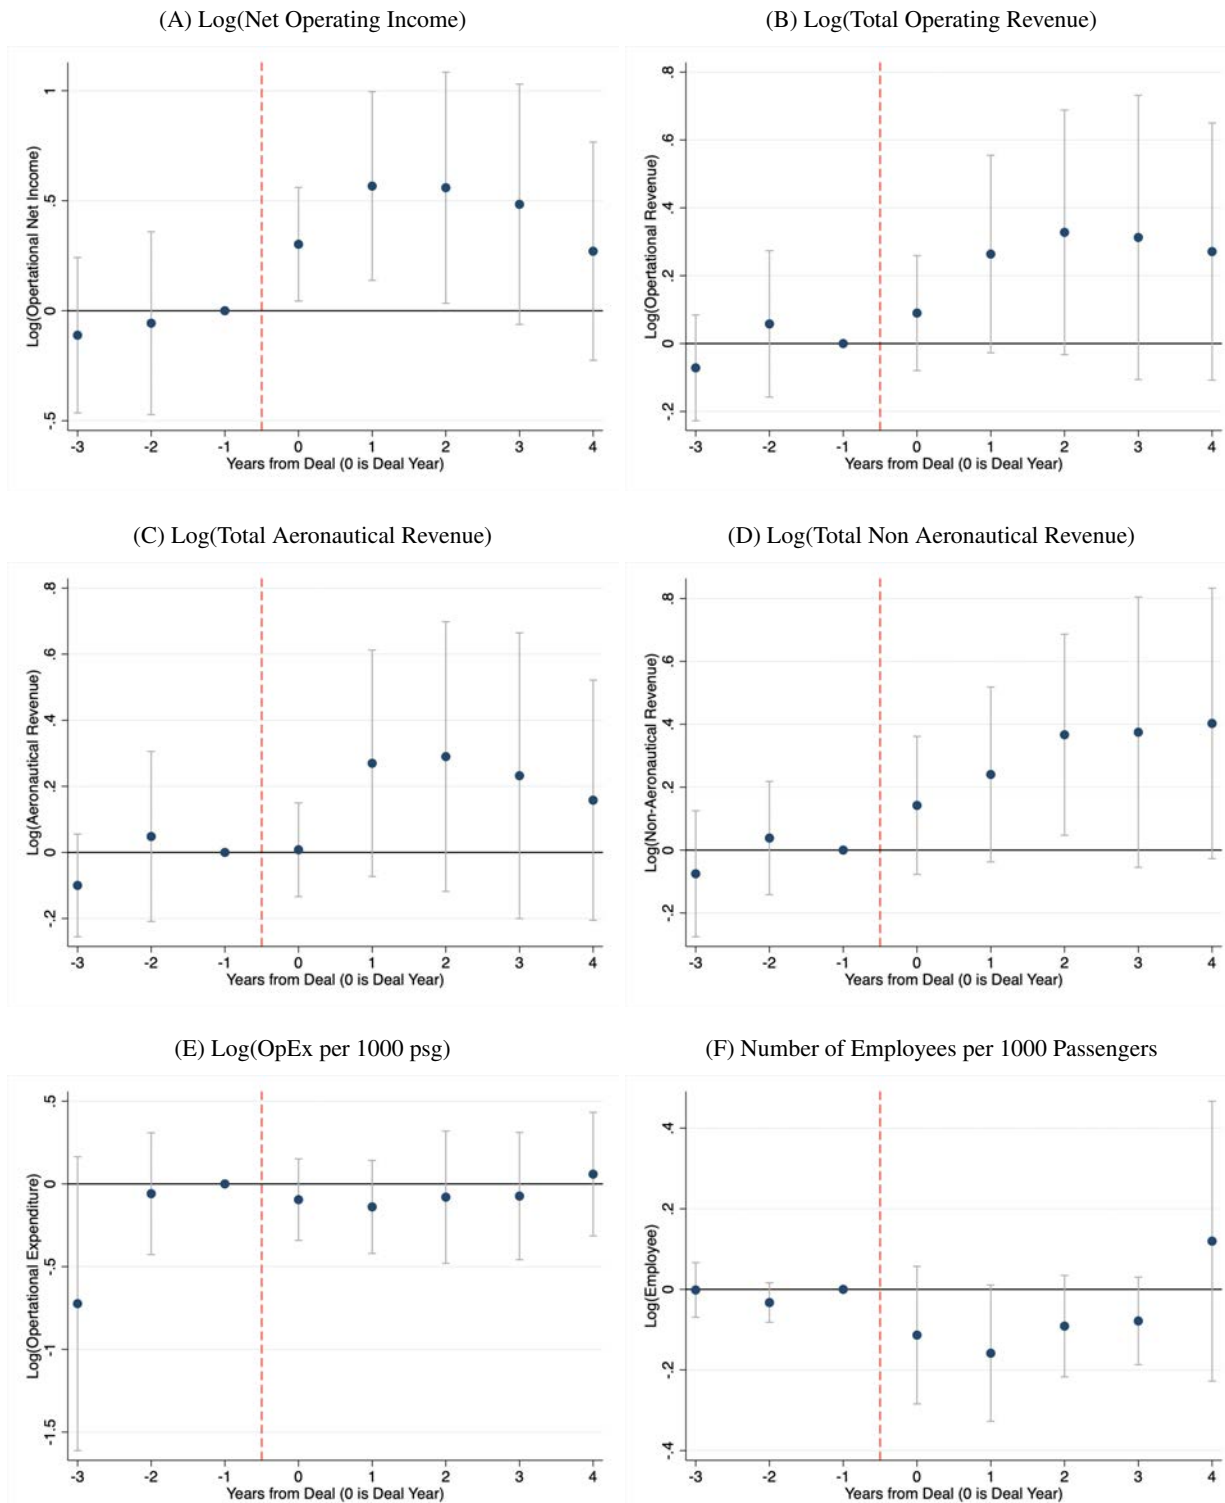 (A) Log(Net Operating Income)
(B) Log(Total Operating Revenue)
Log(Opertational Net Income)
1
.5
0
-.5
-3 -2 -1 0 1 2 3 4
Years from Deal (0 is Deal Year)
Log(Opertational Revenue)
.8
.6
.4
.2
0
-.2
-3 -2 -1 0 1 2 3 4
Years from Deal (0 is Deal Year)
(C) Log(Total Aeronautical Revenue)
(D) Log(Total Non Aeronautical Revenue)
Log(Aeronautical Revenue)
.8
.6
.4
.2
0
-.2
-3 -2 -1 0 1 2 3 4
Years from Deal (0 is Deal Year)
Log(Non-Aeronautical Revenue)
.8
.6
.4
.2
0
-.2
-3 -2 -1 0 1 2 3 4
Years from Deal (0 is Deal Year)
(E) Log(OpEx per 1000 psg)
(F) Number of Employees per 1000 Passengers
Log(Opertational Expenditure)
.5
0
-.5
-1
-1.5
-3 -2 -1 0 1 2 3 4
Years from Deal (0 is Deal Year)
Log(Employee)
.4
.2
0
-.2
-.4
-3 -2 -1 0 1 2 3 4
Years from Deal (0 is Deal Year)